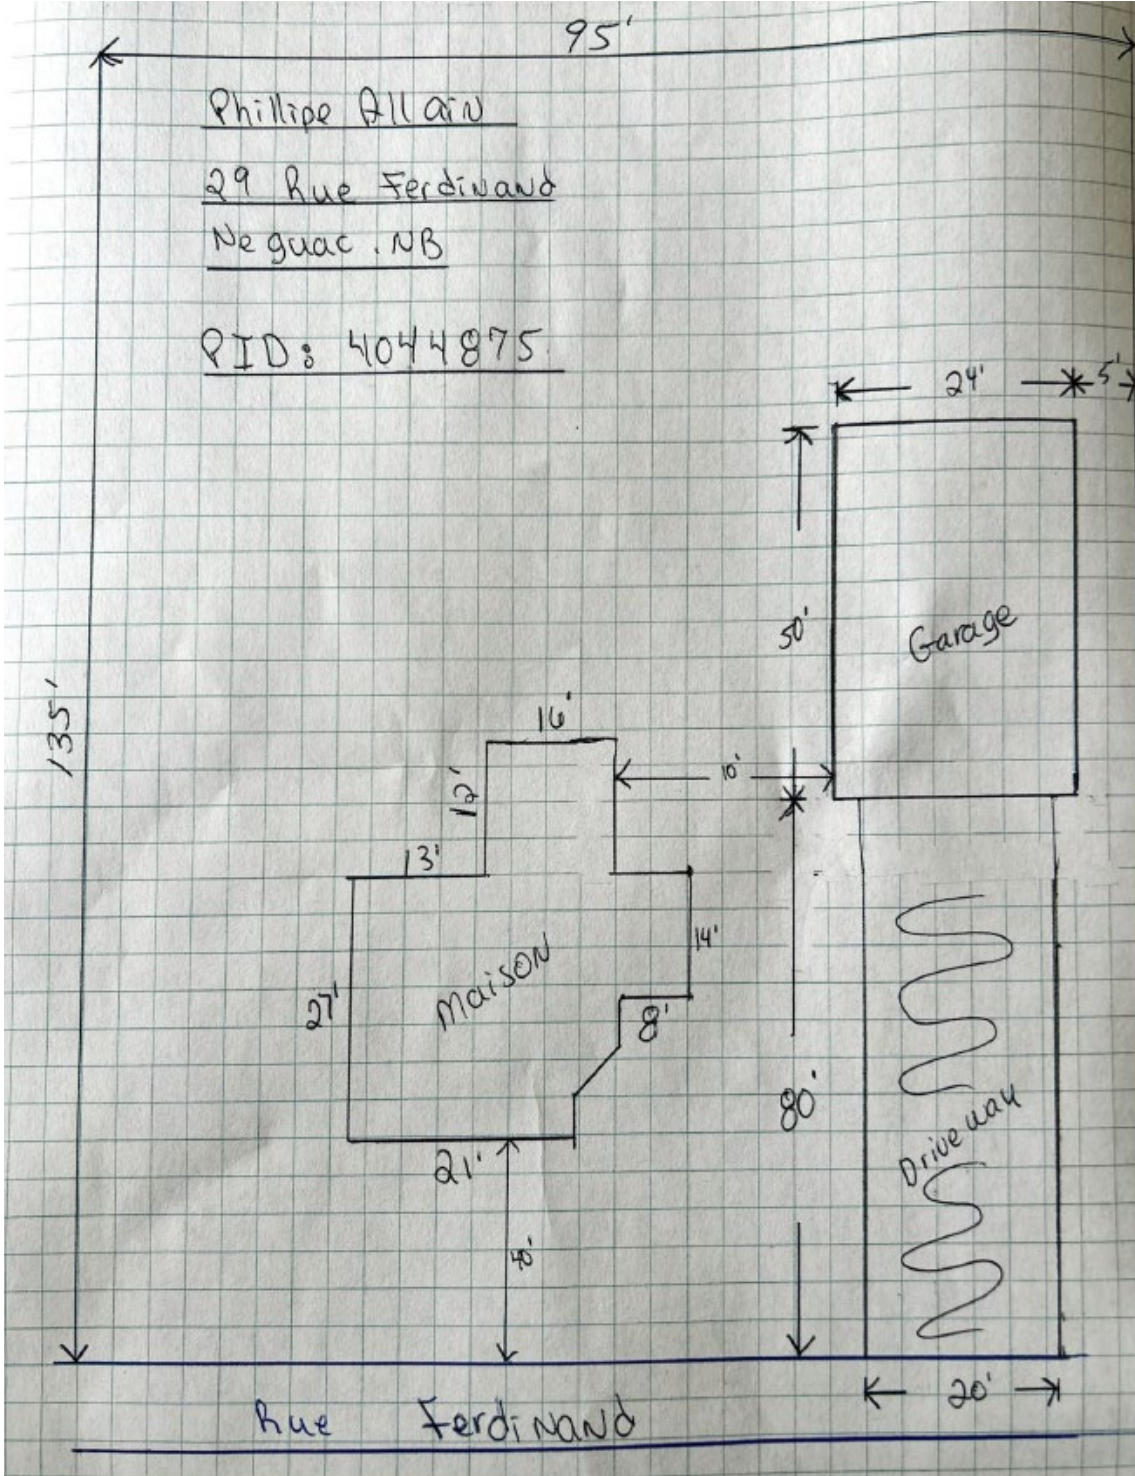 95'
Phillipe Allain
29 Rue Ferdinand
Neguac. NB
PID: 4044875.
24'
5'
50'
Garage
135'
16'
12'
10'
13'
14'
Maison
27'
8'
80'
Driveway
21'
40'
20'
Rue Ferdinand